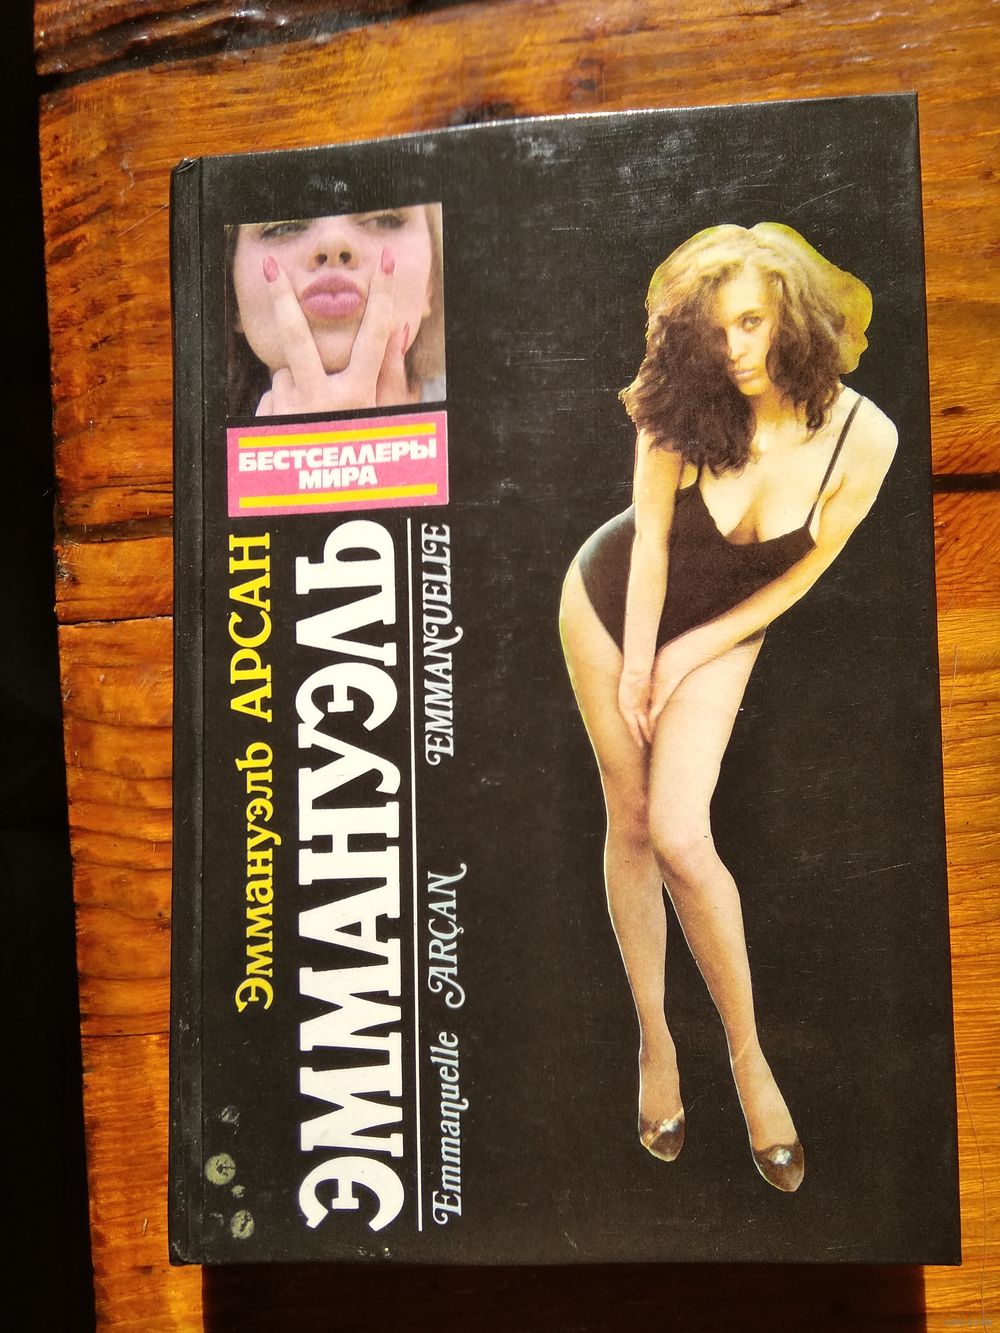 БЕСТСЕЛЛЕРЫ
МИРА
Эммануэль АРСАН
ЭММАНУЭЛЬ
Emmanuelle ARÇAN EMMANUELLE